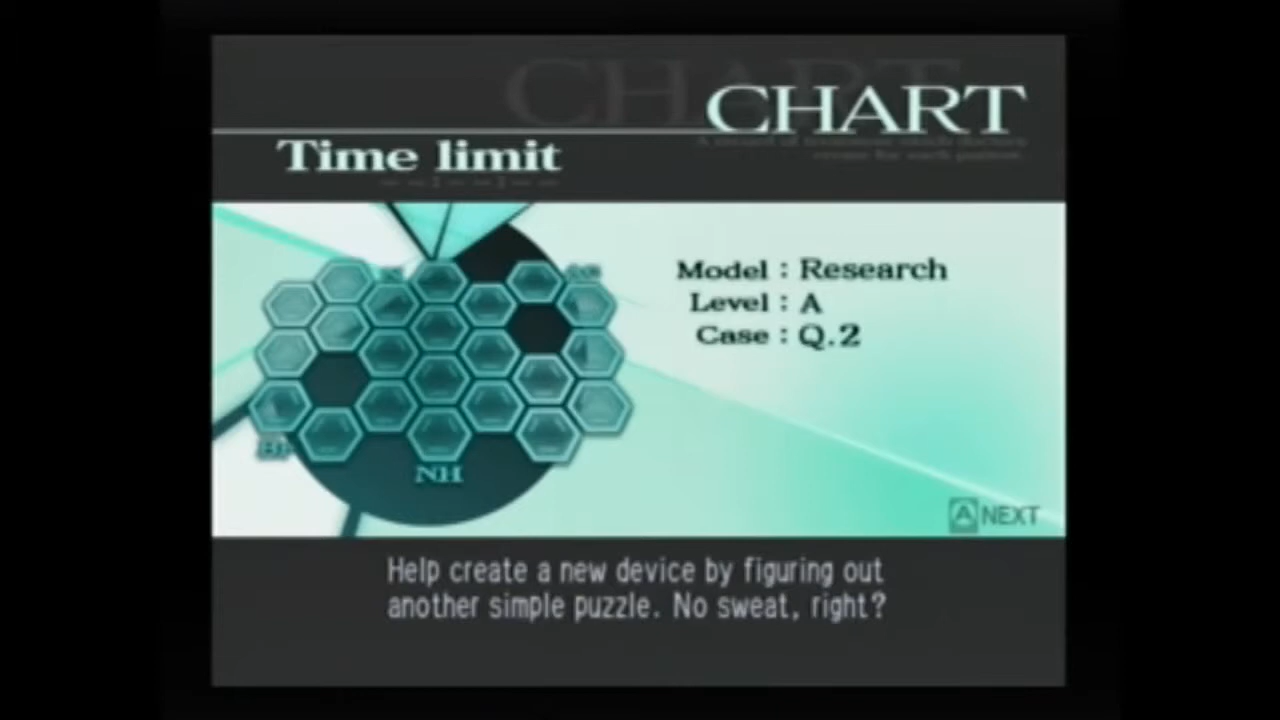 CHART
CHART
Time limit
Model : Research
Level : A
Case : Q.2
NH
A NEXT
Help create a new device by figuring out
another simple puzzle. No sweat, right?